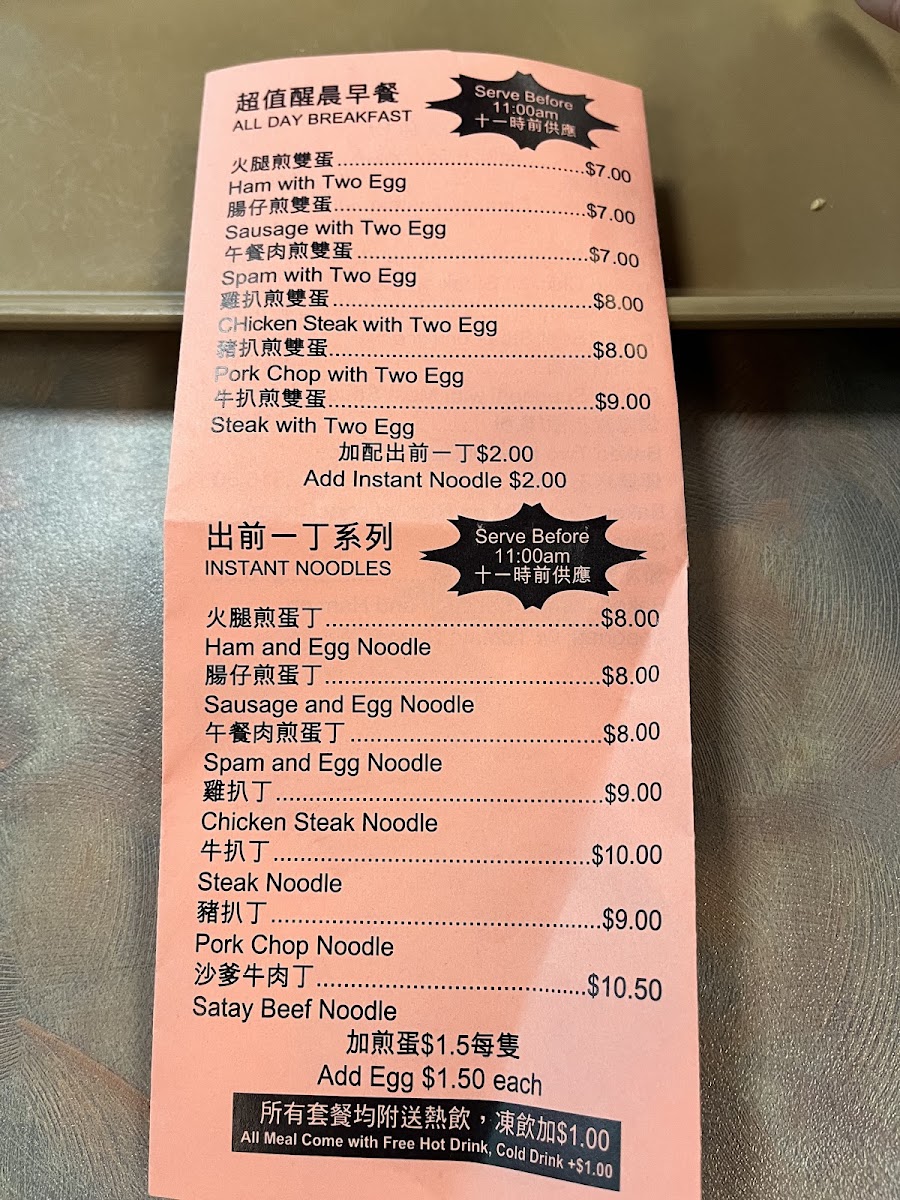 超值醒晨早餐
ALL DAY BREAKFAST
Serve Before
11:00am
十一時前供應
火腿煎雙蛋............................$7.00
Ham with Two Egg
腸仔煎雙蛋............................$7.00
Sausage with Two Egg
午餐肉煎雙蛋............................$7.00
Spam with Two Egg
雞扒煎雙蛋............................$8.00
CHicken Steak with Two Egg
豬扒煎雙蛋............................$8.00
Pork Chop with Two Egg
牛扒煎雙蛋............................$9.00
Steak with Two Egg
加配出前一丁$2.00
Add Instant Noodle $2.00
出前一丁系列
INSTANT NOODLES
Serve Before
11:00am
十一時前供應
火腿煎蛋丁............................$8.00
Ham and Egg Noodle
腸仔煎蛋丁............................$8.00
Sausage and Egg Noodle
午餐肉煎蛋丁............................$8.00
Spam and Egg Noodle
雞扒丁............................$9.00
Chicken Steak Noodle
牛扒丁............................$10.00
Steak Noodle
豬扒丁............................$9.00
Pork Chop Noodle
沙爹牛肉丁............................$10.50
Satay Beef Noodle
加煎蛋$1.5每隻
Add Egg $1.50 each
所有套餐均附送熱飲，凍飲加$1.00
All Meal Come with Free Hot Drink, Cold Drink +$1.00